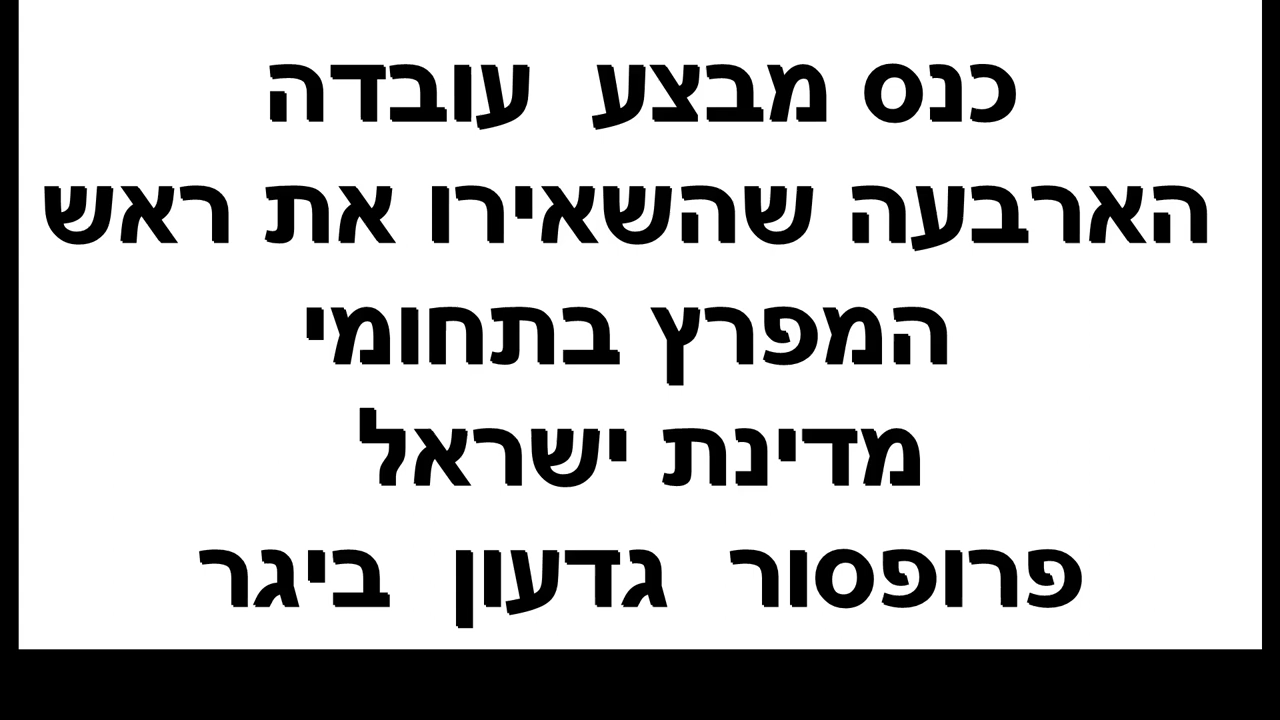 כנס מבצע עובדה
הארבעה שהשאירו את ראש
המפרץ בתחומי
מדינת ישראל
פרופסור גדעון ביגר